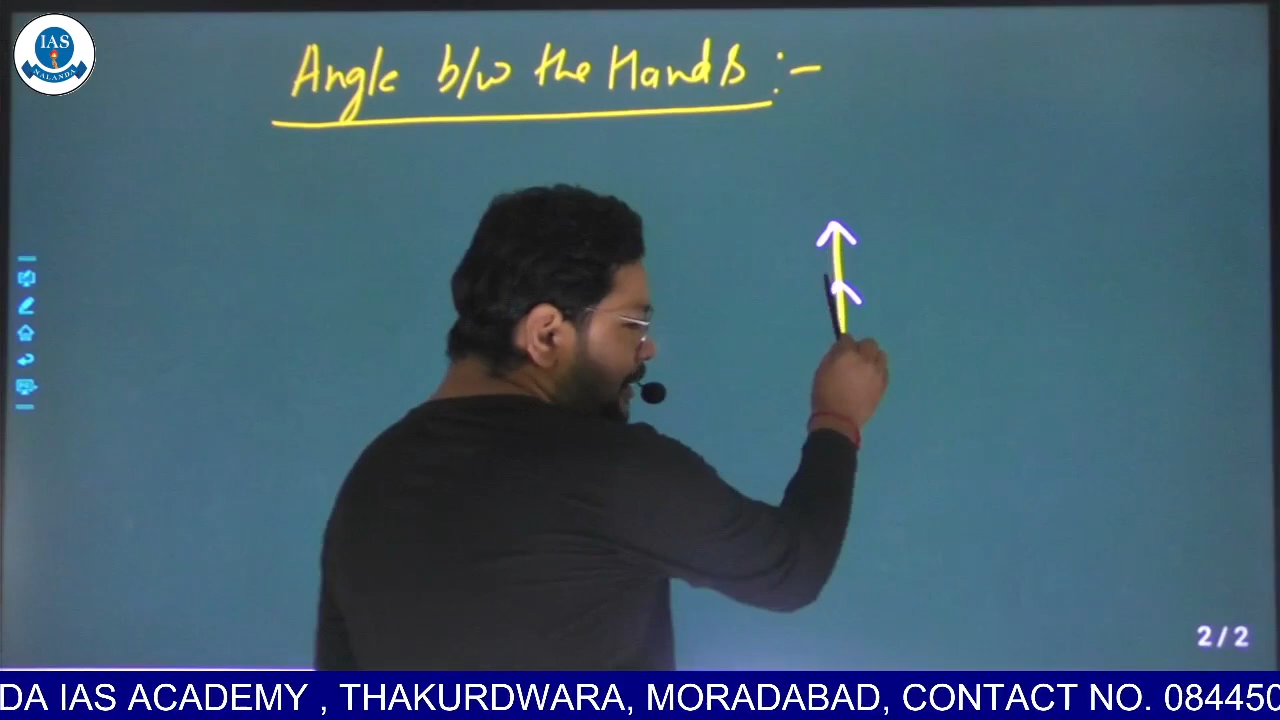 IAS
NALANDA
Angle b/w the Hands :-
2/2
DA IAS ACADEMY , THAKURDWARA, MORADABAD, CONTACT NO. 084450